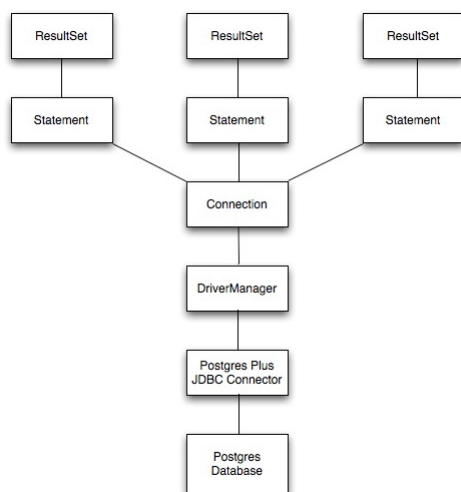 ResultSet
ResultSet
ResultSet
Statement
Statement
Statement
Connection
DriverManager
Postgres Plus
JDBC Connector
Postgres
Database